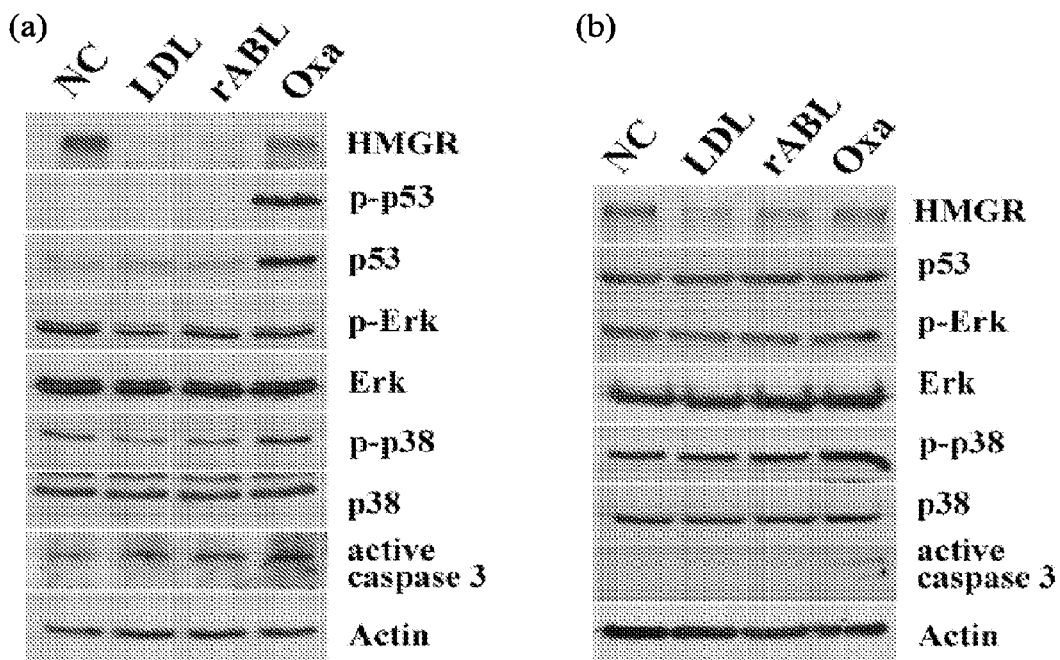 (a)
NC LDL rABL Oxa
HMGR
p-p53
p53
p-Erk
Erk
p-p38
p38
active
caspase 3
Actin
(b)
NC LDL rABL Oxa
HMGR
p53
p-Erk
Erk
p-p38
p38
active
caspase 3
Actin